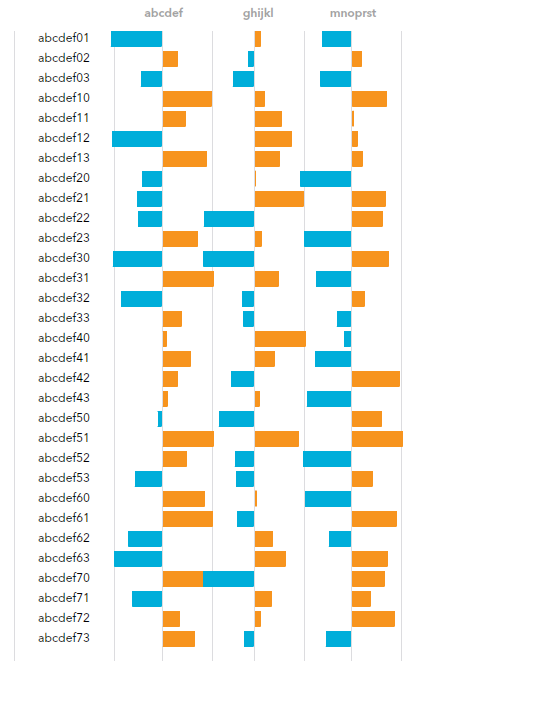 abcdef ghijkl mnoprst
abcdef01
abcdef02
abcdef03
abcdef10
abcdef11
abcdef12
abcdef13
abcdef20
abcdef21
abcdef22
abcdef23
abcdef30
abcdef31
abcdef32
abcdef33
abcdef40
abcdef41
abcdef42
abcdef43
abcdef50
abcdef51
abcdef52
abcdef53
abcdef60
abcdef61
abcdef62
abcdef63
abcdef70
abcdef71
abcdef72
abcdef73